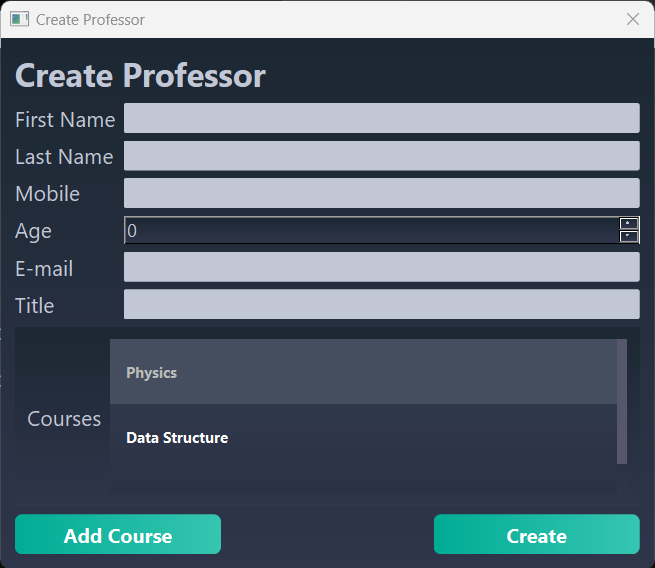 Create Professor
Create Professor
First Name
Last Name
Mobile
Age 0
E-mail
Title
Physics
Courses
Data Structure
Add Course Create